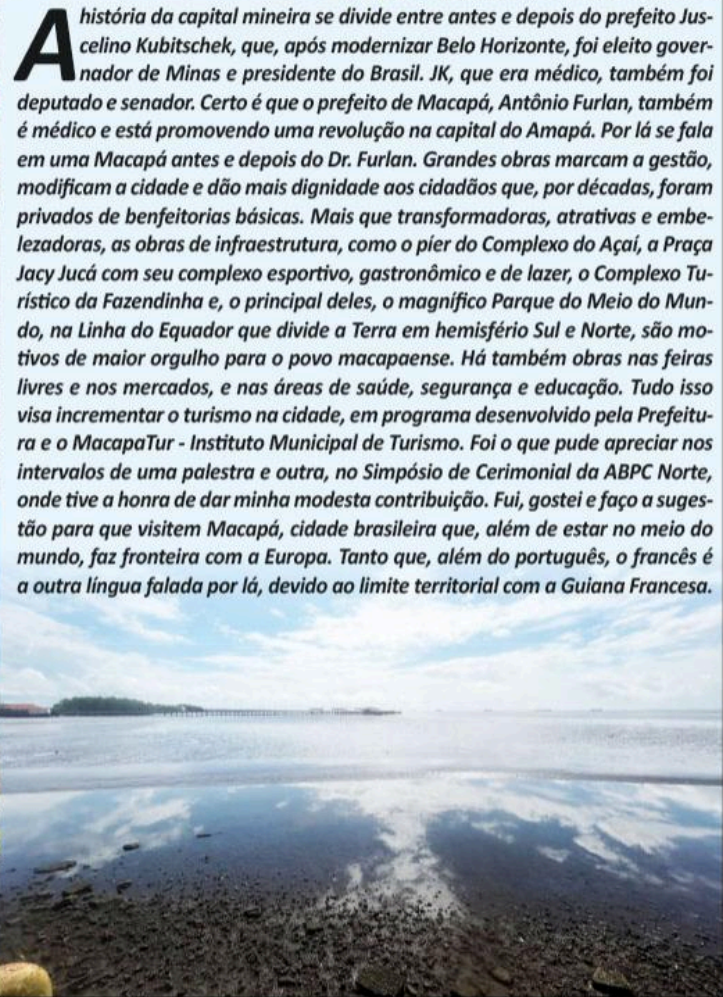 A história da capital mineira se divide entre antes e depois do prefeito Jus-
celino Kubitschek, que, após modernizar Belo Horizonte, foi eleito gover-
nador de Minas e presidente do Brasil. JK, que era médico, também foi
deputado e senador. Certo é que o prefeito de Macapá, Antônio Furlan, também
é médico e está promovendo uma revolução na capital do Amapá. Por lá se fala
em uma Macapá antes e depois do Dr. Furlan. Grandes obras marcam a gestão,
modificam a cidade e dão mais dignidade aos cidadãos que, por décadas, foram
privados de benfeitorias básicas. Mais que transformadoras, atrativas e embe-
lezadoras, as obras de infraestrutura, como o píer do Complexo do Açaí, a Praça
Jacy Jucá com seu complexo esportivo, gastronômico e de lazer, o Complexo Tu-
rístico da Fazendinha e, o principal deles, o magnífico Parque do Meio do Mun-
do, na Linha do Equador que divide a Terra em hemisfério Sul e Norte, são mo-
tivos de maior orgulho para o povo macapaense. Há também obras nas feiras
livres e nos mercados, e nas áreas de saúde, segurança e educação. Tudo isso
visa incrementar o turismo na cidade, em programa desenvolvido pela Prefeitu-
ra e o MacapaTur - Instituto Municipal de Turismo. Foi o que pude apreciar nos
intervalos de uma palestra e outra, no Simpósio de Cerimonial da ABPC Norte,
onde tive a honra de dar minha modesta contribuição. Fui, gostei e faço a suges-
tão para que visitem Macapá, cidade brasileira que, além de estar no meio do
mundo, faz fronteira com a Europa. Tanto que, além do português, o francês é
a outra língua falada por lá, devido ao limite territorial com a Guiana Francesa.